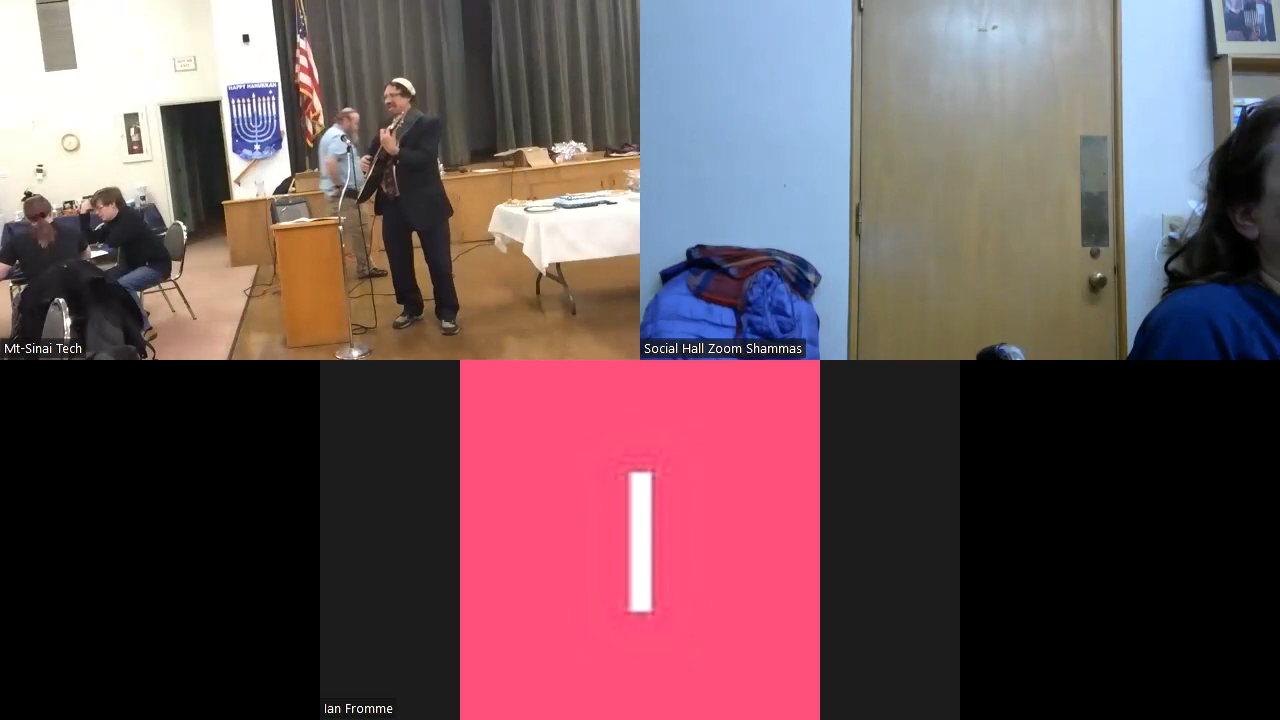 HAPPY HANUKKAH
Mt-Sinai Tech
Social Hall Zoom Shammas
I
Ian Fromme